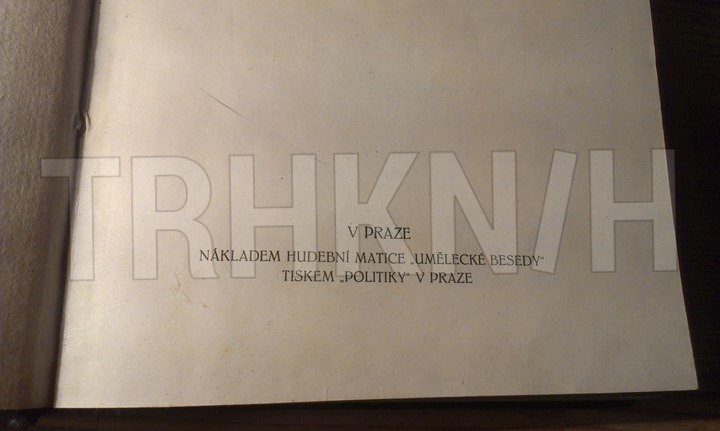 TRHKNIH
V PRAZE
NÁKLADEM HUDEBNÍ MATICE „UMĚLECKÉ BESEDY“
TISKEM „POLITIKY“ V PRAZE